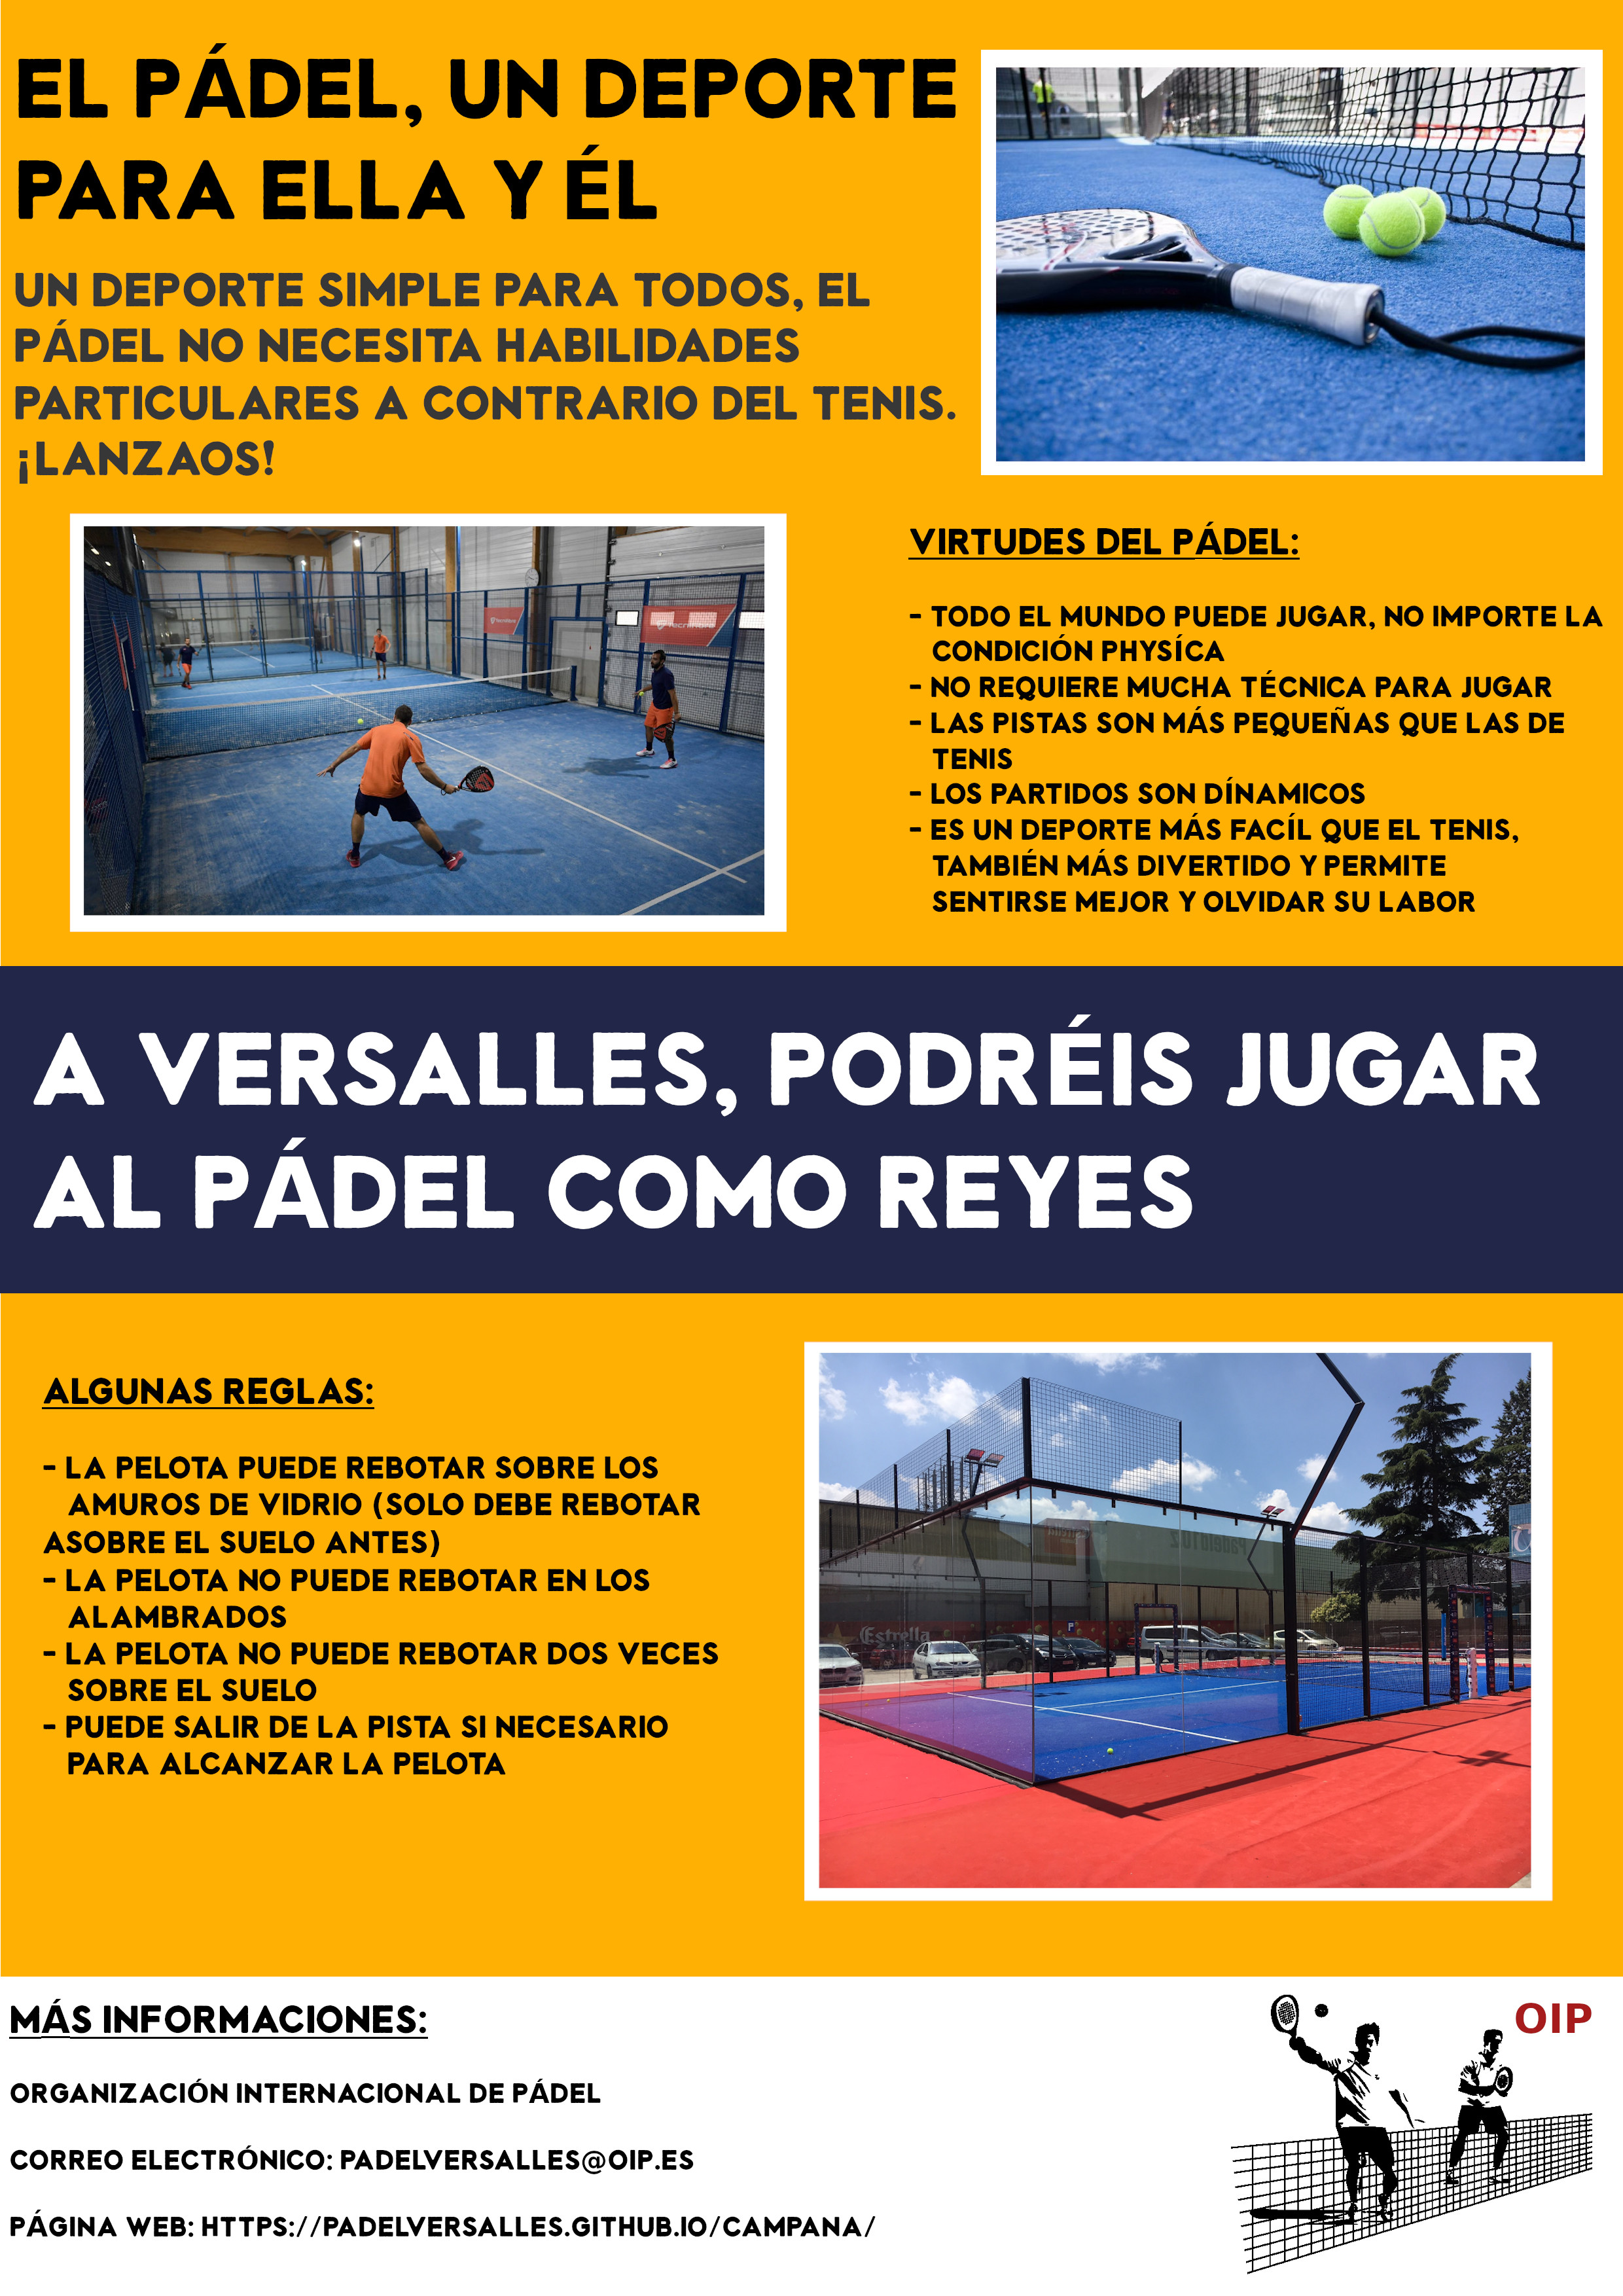 EL PÁDEL, UN DEPORTE
PARA ELLA Y ÉL
UN DEPORTE SIMPLE PARA TODOS, EL
PÁDEL NO NECESITA HABILIDADES
PARTICULARES A CONTRARIO DEL TENIS.
¡LANZAOS!
VIRTUDES DEL PÁDEL:
- TODO EL MUNDO PUEDE JUGAR, NO IMPORTE LA
CONDICIÓN PHYSÍCA
- NO REQUIERE MUCHA TÉCNICA PARA JUGAR
- LAS PISTAS SON MÁS PEQUEÑAS QUE LAS DE
TENIS
- LOS PARTIDOS SON DÍNAMICOS
- ES UN DEPORTE MÁS FACÍL QUE EL TENIS,
TAMBIÉN MÁS DIVERTIDO Y PERMITE
SENTIRSE MEJOR Y OLVIDAR SU LABOR
A VERSALLES, PODRÉIS JUGAR
AL PÁDEL COMO REYES
ALGUNAS REGLAS:
- LA PELOTA PUEDE REBOTAR SOBRE LOS
AMUROS DE VIDRIO (SOLO DEBE REBOTAR
ASOBRE EL SUELO ANTES)
- LA PELOTA NO PUEDE REBOTAR EN LOS
ALAMBRADOS
- LA PELOTA NO PUEDE REBOTAR DOS VECES
SOBRE EL SUELO
- PUEDE SALIR DE LA PISTA SI NECESARIO
PARA ALCANZAR LA PELOTA
Estrella
MÁS INFORMACIONES:
ORGANIZACIÓN INTERNACIONAL DE PÁDEL
CORREO ELECTRÓNICO: PADELVERSALLES@OIP.ES
PÁGINA WEB: HTTPS://PADELVERSALLES.GITHUB.IO/CAMPANA/
OIP